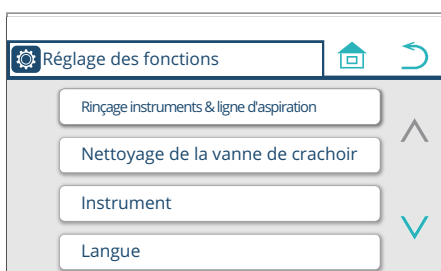 Réglage des fonctions
Rinçage instruments & ligne d'aspiration
Nettoyage de la vanne de crachoir
Instrument
Langue